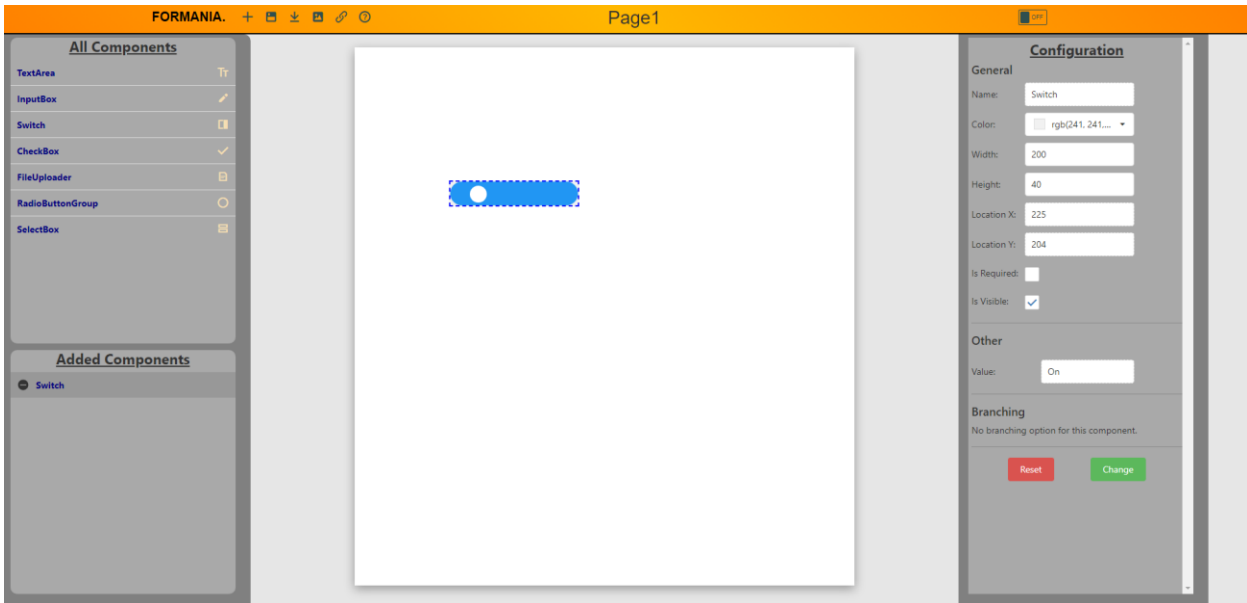 FORMANIA.
Page1
OFF
All Components
TextArea
InputBox
Switch
CheckBox
FileUploader
RadioButtonGroup
SelectBox
Added Components
Switch
Configuration
General
Name: Switch
Color: rgb(241, 241,...
Width: 200
Height: 40
Location X: 225
Location Y: 204
Is Required:
Is Visible:
Other
Value: On
Branching
No branching option for this component.
Reset Change